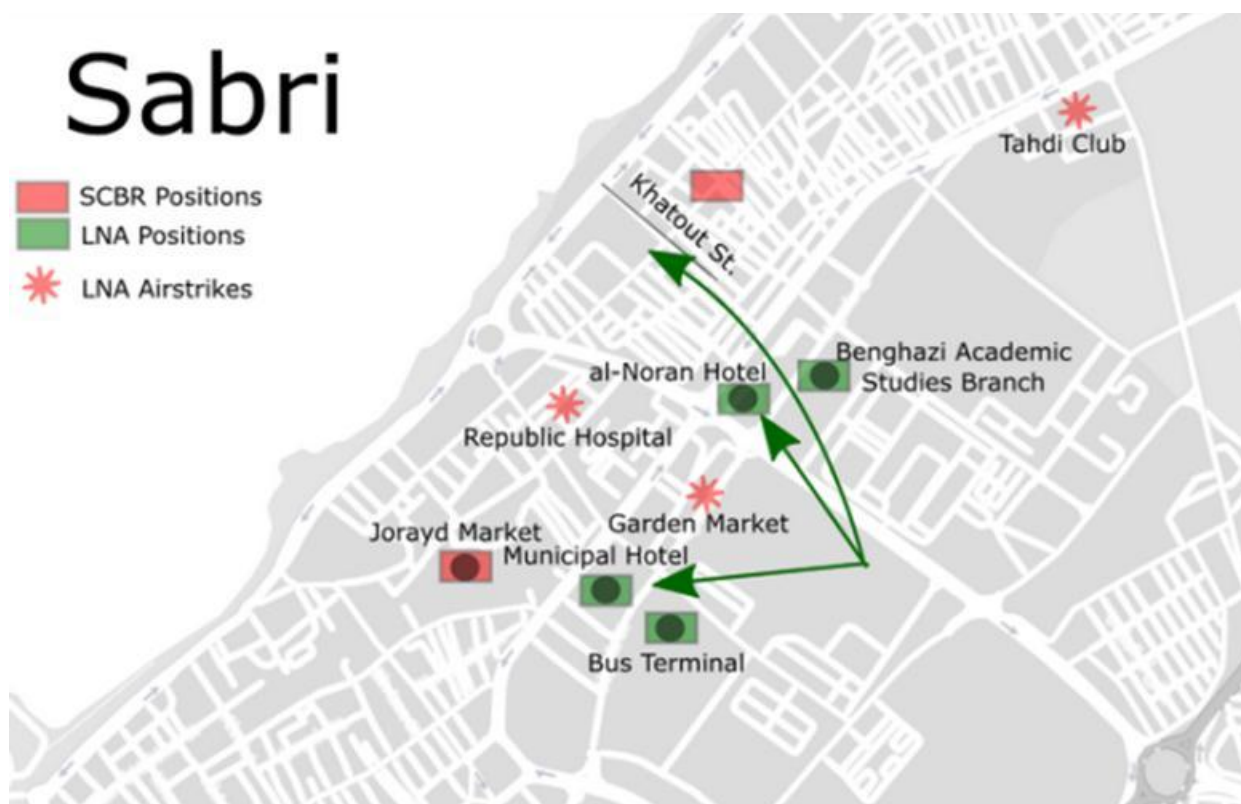 Sabri
SCBR Positions
LNA Positions
LNA Airstrikes
Tahdi Club
Khatout St.
Benghazi Academic
Studies Branch
al-Noran Hotel
Republic Hospital
Garden Market
Jorayd Market
Municipal Hotel
Bus Terminal